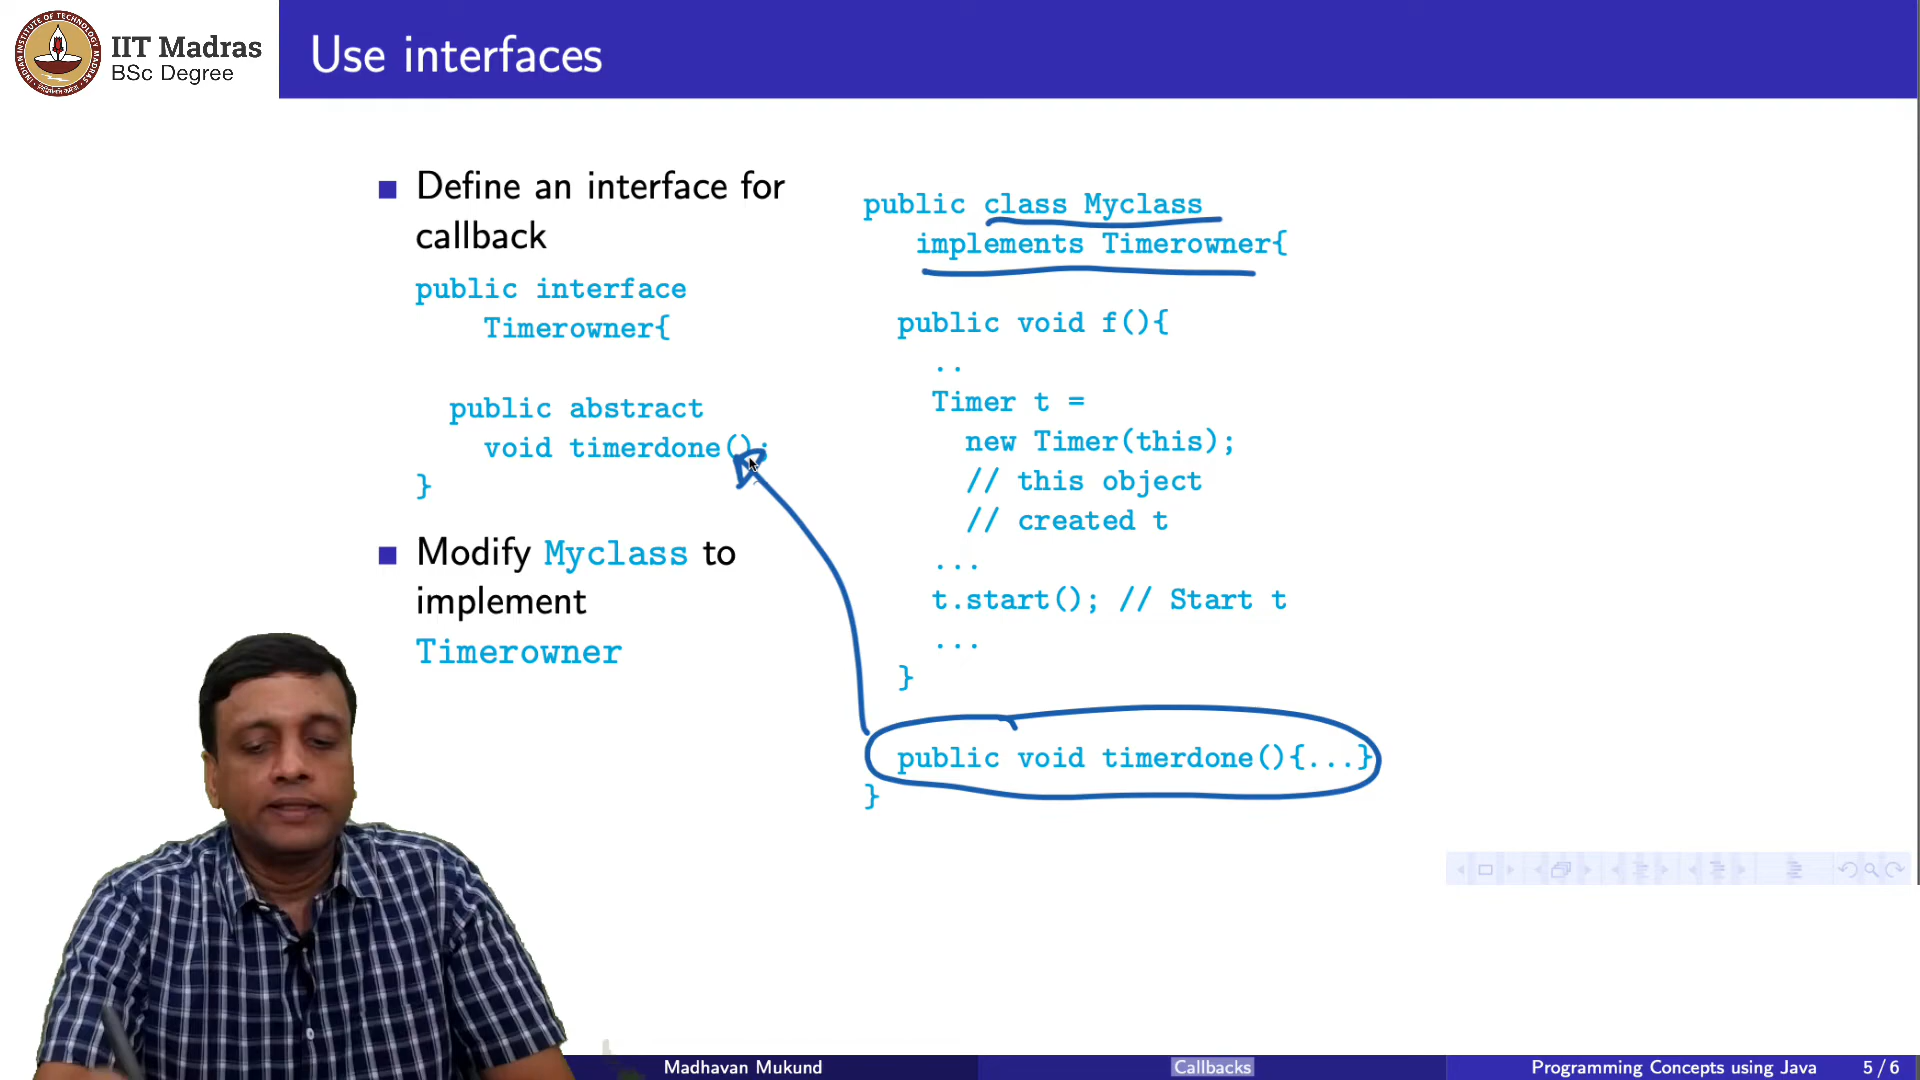 IIT Madras
BSc Degree
Use interfaces
Define an interface for
callback
public interface
Timerowner{
public abstract
void timerdone();
}
Modify Myclass to
implement
Timerowner
public class Myclass
implements Timerowner{
public void f(){
..
Timer t =
new Timer(this);
// this object
// created t
...
t.start(); // Start t
...
}
public void timerdone(){...}
}
Madhavan Mukund
Callbacks
Programming Concepts using Java
5 / 6